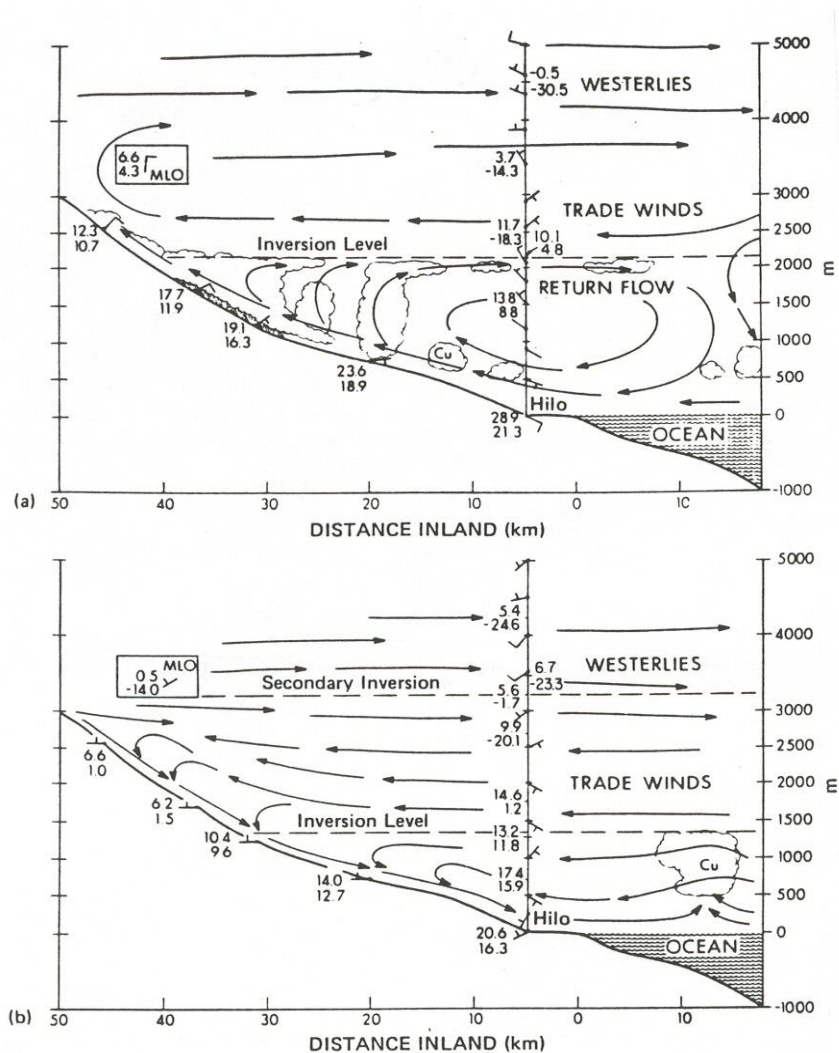 5000
-0.5
-30.5
WESTERLIES
4000
6.6
4.3
MLO
3.7
-14.3
3000
TRADE WINDS
12.3
10.7
11.7
-18.3
10.1
4.8
2500
Inversion Level
2000
RETURN FLOW
17.7
11.9
13.8
8.8
1500
19.1
16.3
1000
Cu
23.6
18.9
500
Hilo
28.9
21.3
0
OCEAN
m
-1000
(a)
50 40 30 20 10 0 10
DISTANCE INLAND (km)
5000
5.4
-24.6
4000
MLO
0.5
-14.0
6.7
-23.3
WESTERLIES
Secondary Inversion
5.6
-1.7
3000
9.9
-20.1
2500
6.6
1.0
TRADE WINDS
2000
14.6
1.2
6.2
1.5
1500
Inversion Level
13.2
11.8
10.4
9.6
1000
Cu
17.4
15.9
14.0
12.7
500
Hilo
20.6
16.3
0
OCEAN
m
-1000
(b)
50 40 30 20 10 0 10
DISTANCE INLAND (km)